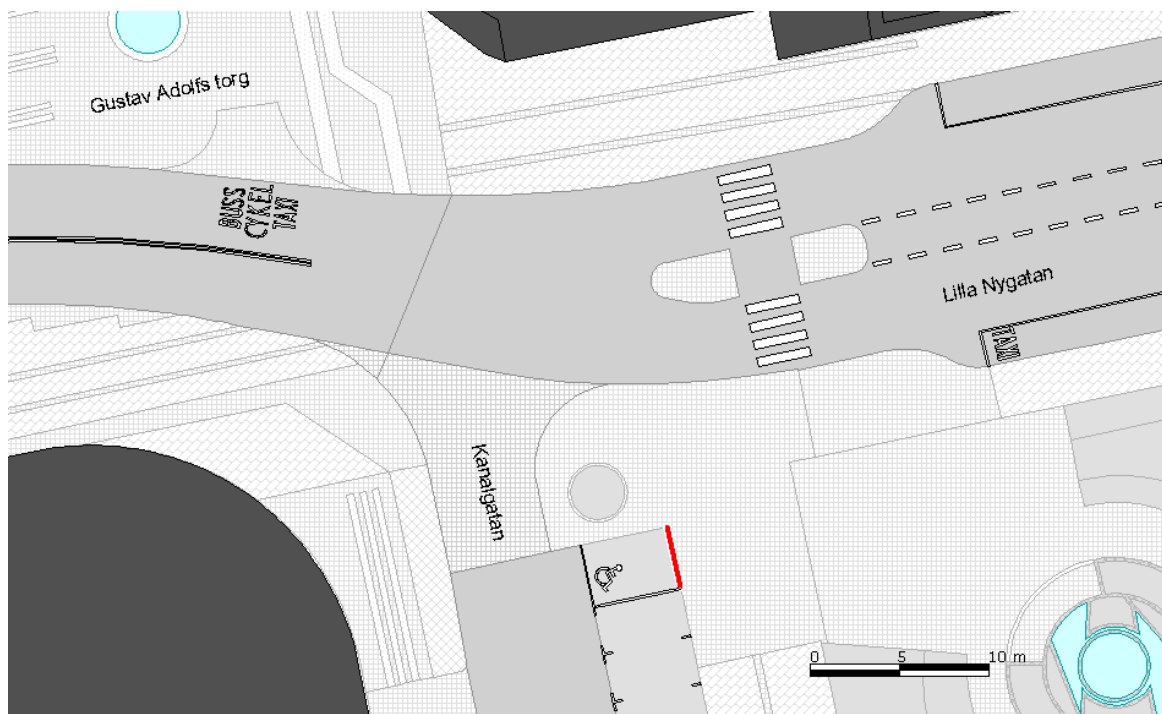 Gustav Adolfs torg
BUSS
CYKEL
TAXI
Lilla Nygatan
TAXI
Kanalgatan
0 5 10 m